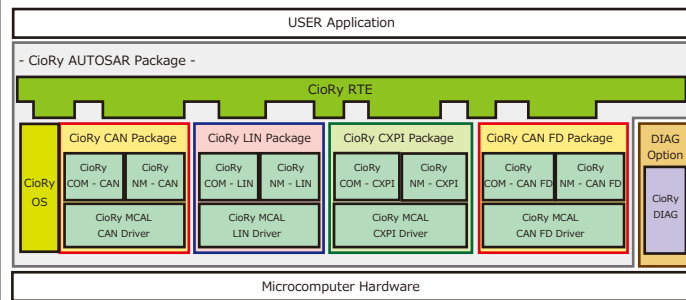 USER Application
- CioRy AUTOSAR Package -
CioRy RTE
CioRy
OS
CioRy CAN Package
CioRy
COM - CAN
CioRy
NM - CAN
CioRy MCAL
CAN Driver
CioRy LIN Package
CioRy
COM - LIN
CioRy
NM - LIN
CioRy MCAL
LIN Driver
CioRy CXPI Package
CioRy
COM - CXPI
CioRy
NM - CXPI
CioRy MCAL
CXPI Driver
CioRy CAN FD Package
CioRy
COM - CAN FD
CioRy
NM - CAN FD
CioRy MCAL
CAN FD Driver
DIAG
Option
CioRy
DIAG
Microcomputer Hardware